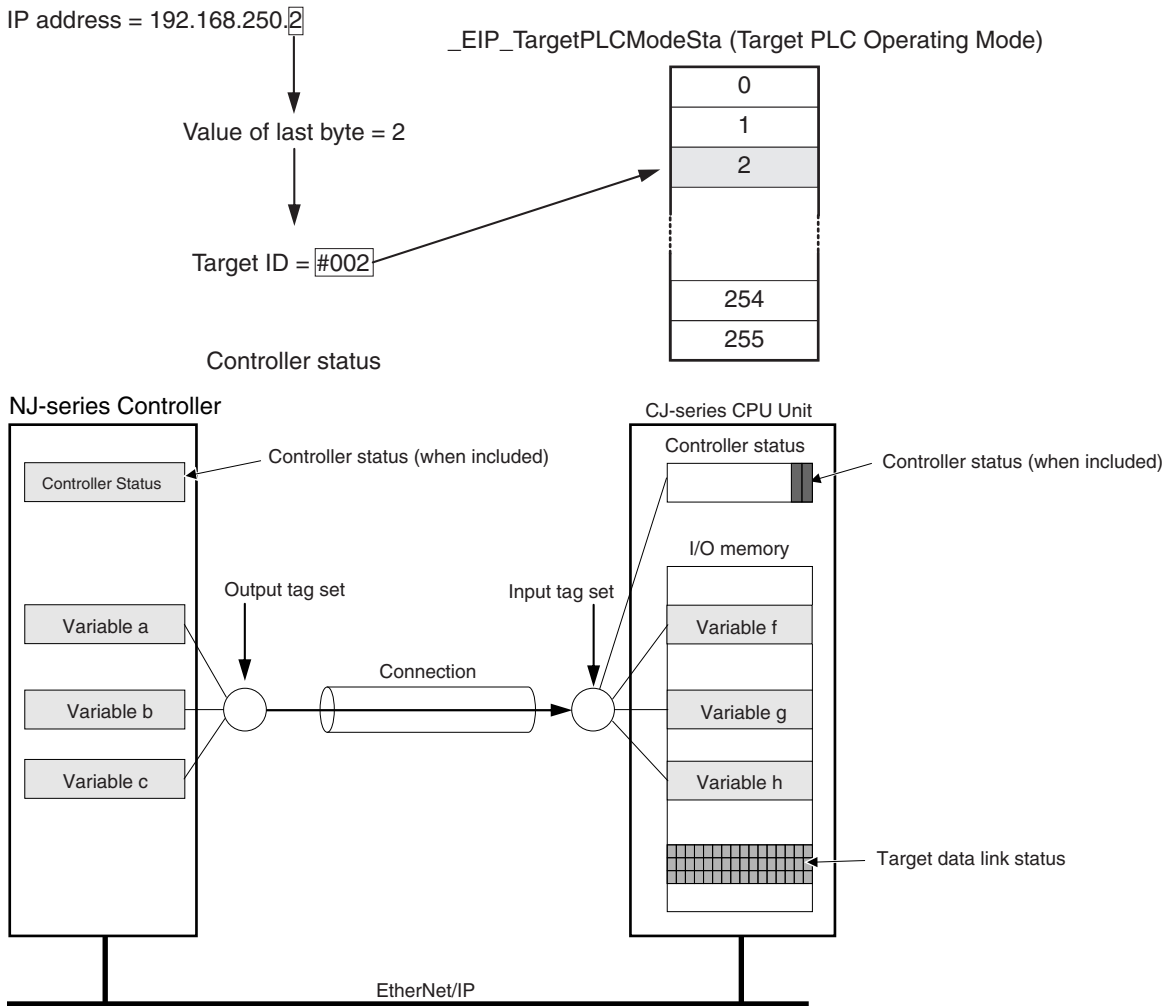 IP address = 192.168.250.2
_EIP_TargetPLCModeSta (Target PLC Operating Mode)
0
1
2
254
255
Value of last byte = 2
Target ID = #002
Controller status
NJ-series Controller
Controller Status
Controller status (when included)
Variable a
Variable b
Variable c
Output tag set
Connection
Input tag set
CJ-series CPU Unit
Controller status
Controller status (when included)
I/O memory
Variable f
Variable g
Variable h
Target data link status
EtherNet/IP